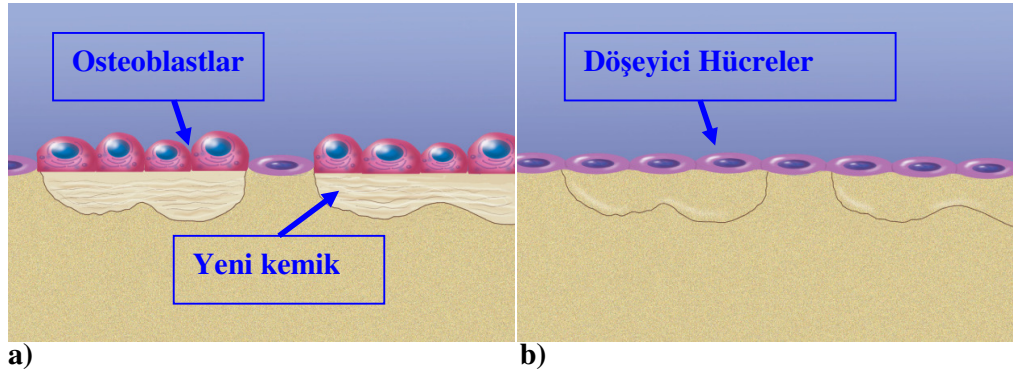 Osteoblastlar
Yeni kemik
a)
Döşeyici Hücreler
b)